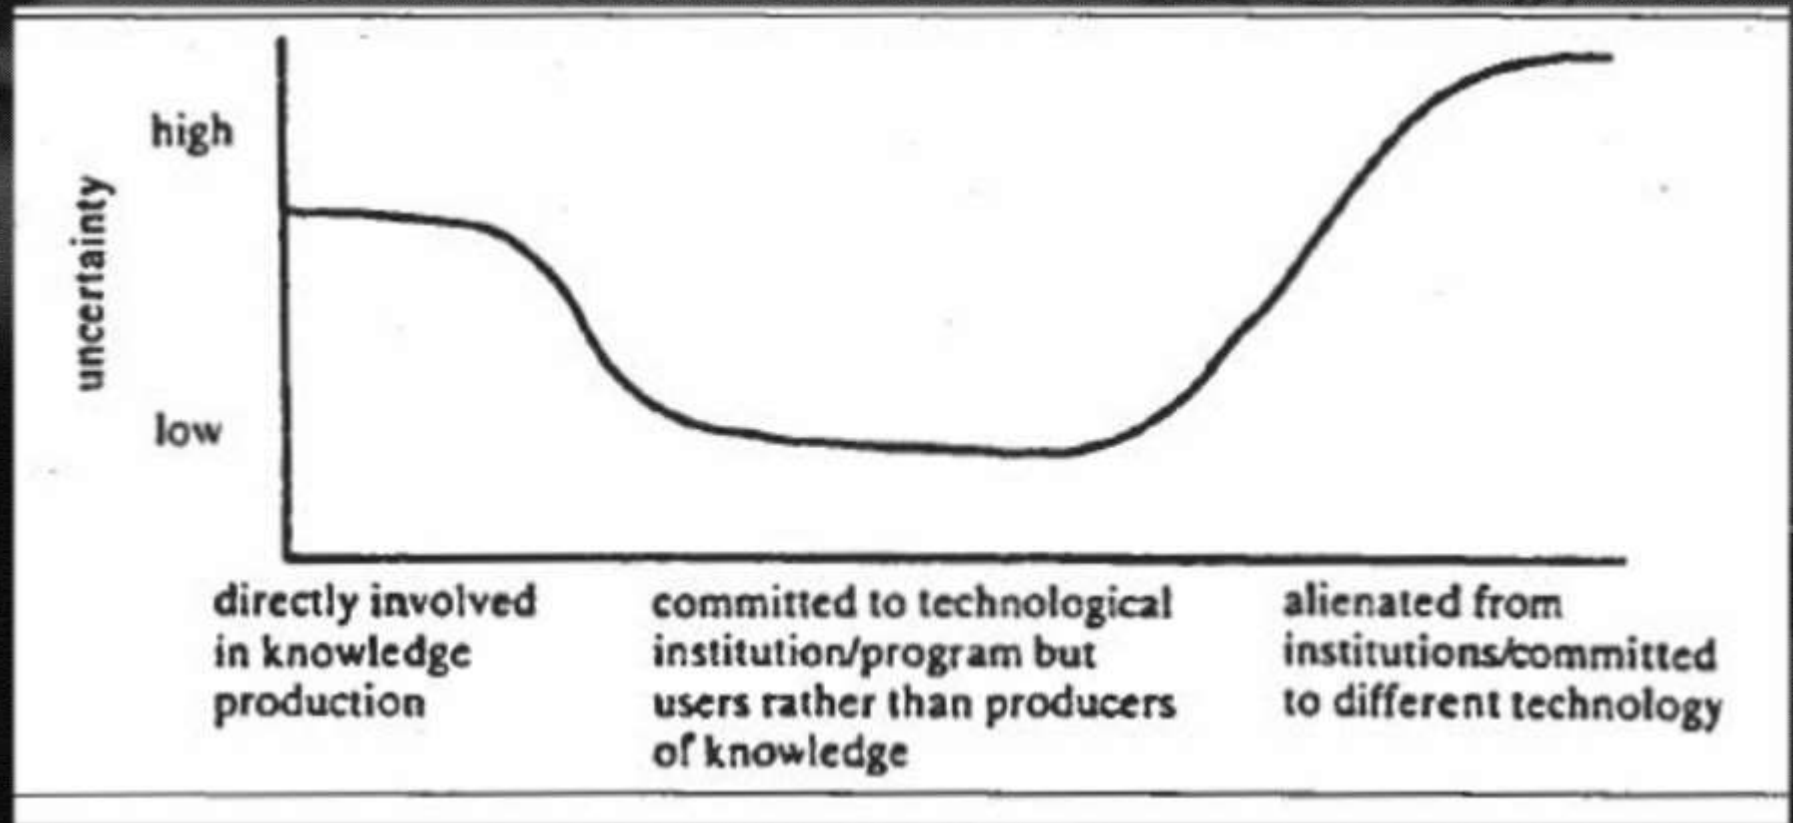 high
uncertainty
low
directly involved
in knowledge
production
committed to technological
institution/program but
users rather than producers
of knowledge
alienated from
institutions/committed
to different technology